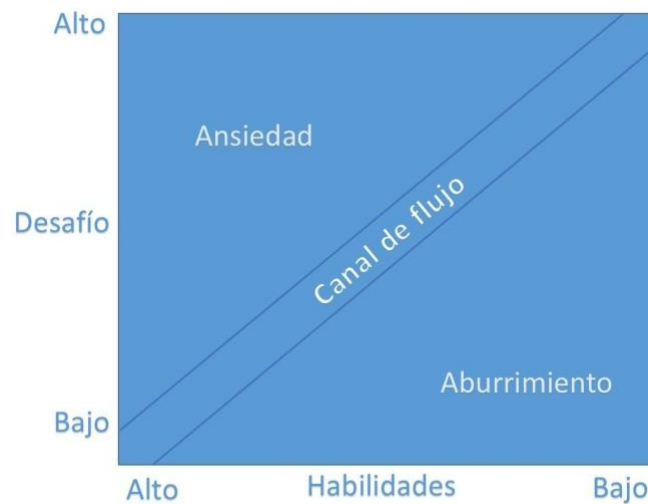 Alto
Ansiedad
Desafío
Canal de flujo
Aburrimiento
Bajo
Alto
Habilidades
Bajo